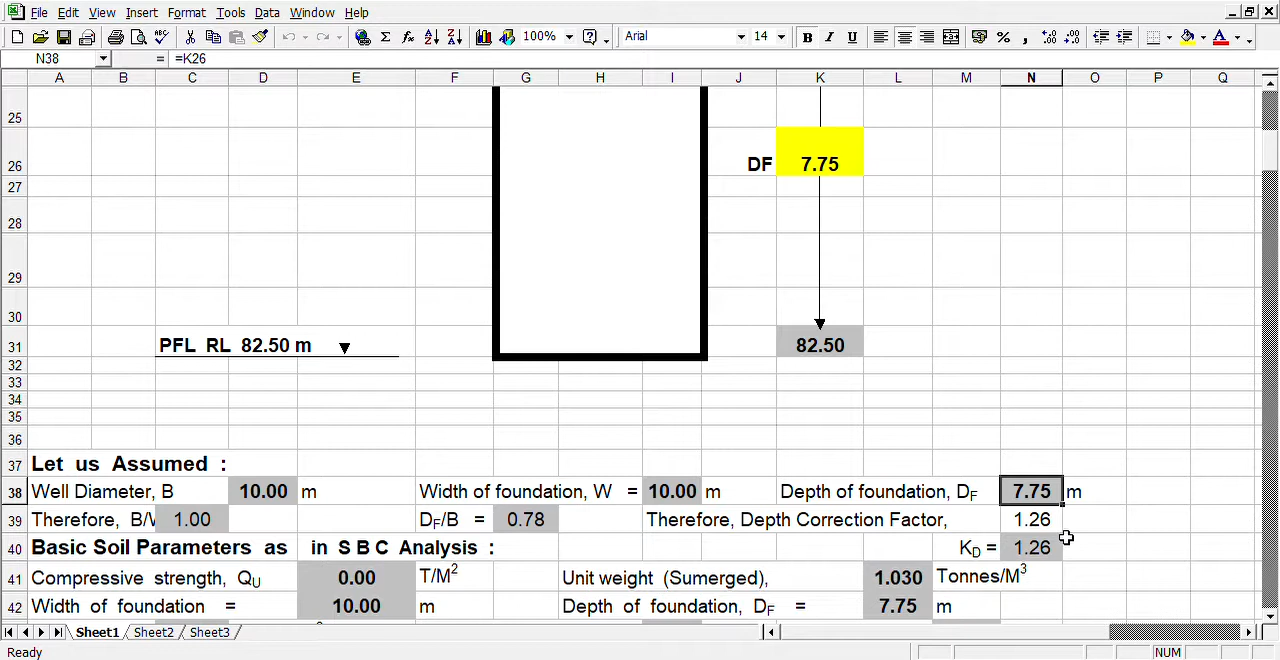 File Edit View Insert Format Tools Data Window Help
100% Arial 14 B I U
N38 = =K26
A B C D E F G H I J K L M N O P Q
25
26 DF 7.75
27
28
29
30
31 PFL RL 82.50 m 82.50
32
33
34
35
36
37 Let us Assumed :
38 Well Diameter, B 10.00 m Width of foundation, W = 10.00 m Depth of foundation, DF 7.75 m
39 Therefore, B/W 1.00 DF/B = 0.78 Therefore, Depth Correction Factor, 1.26
40 Basic Soil Parameters as in S B C Analysis : KD = 1.26
41 Compressive strength, QU 0.00 T/M2 Unit weight (Sumerged), 1.030 Tonnes/M3
42 Width of foundation = 10.00 m Depth of foundation, DF = 7.75 m
Sheet1 Sheet2 Sheet3
Ready NUM